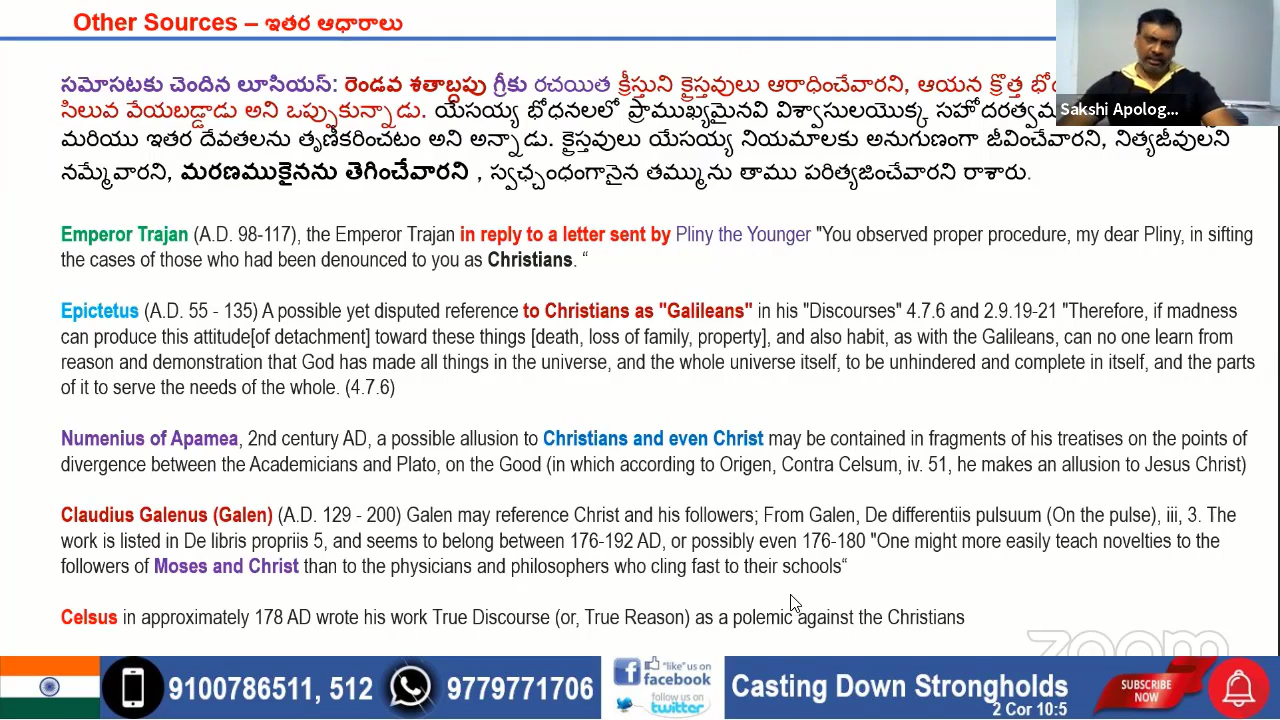 Other Sources – ఇతర ఆధారాలు
సమోసటకు చెందిన లూసియస్: రెండవ శతాబ్దపు గ్రీకు రచయిత క్రీస్తుని క్రైస్తవులు ఆరాధించేవారని, ఆయన క్రొత్త
సిలువ వేయబడ్డాడు అని ఒప్పుకున్నాడు. యేసయ్య భోధనలలో ప్రాముఖ్యమైనవి విశ్వాసులయొక్క
Sakshi Apolog...
మరియు ఇతర దేవతలను తృణీకరించటం అని అన్నాడు. క్రైస్తవులు యేసయ్య నియమాలకు అనుగుణంగా జీవించేవారని, నిత్యజీవులని
నమ్మేవారని, మరణముకైనను తెగించేవారని , స్వఛ్చంధంగానైన తమ్మును తాము పరిత్యజించేవారని రాశారు.
Emperor Trajan (A.D. 98-117), the Emperor Trajan in reply to a letter sent by Pliny the Younger "You observed proper procedure, my dear Pliny, in sifting
the cases of those who had been denounced to you as Christians. “
Epictetus (A.D. 55 - 135) A possible yet disputed reference to Christians as "Galileans" in his "Discourses" 4.7.6 and 2.9.19-21 "Therefore, if madness
can produce this attitude[of detachment] toward these things [death, loss of family, property], and also habit, as with the Galileans, can no one learn from
reason and demonstration that God has made all things in the universe, and the whole universe itself, to be unhindered and complete in itself, and the parts
of it to serve the needs of the whole. (4.7.6)
Numenius of Apamea, 2nd century AD, a possible allusion to Christians and even Christ may be contained in fragments of his treatises on the points of
divergence between the Academicians and Plato, on the Good (in which according to Origen, Contra Celsum, iv. 51, he makes an allusion to Jesus Christ)
Claudius Galenus (Galen) (A.D. 129 - 200) Galen may reference Christ and his followers; From Galen, De differentiis pulsuum (On the pulse), iii, 3. The
work is listed in De libris propriis 5, and seems to belong between 176-192 AD, or possibly even 176-180 "One might more easily teach novelties to the
followers of Moses and Christ than to the physicians and philosophers who cling fast to their schools“
Celsus in approximately 178 AD wrote his work True Discourse (or, True Reason) as a polemic against the Christians
zoom
9100786511, 512
9779771706
"like" us on
facebook
follow us on
twitter
Casting Down Strongholds
2 Cor 10:5
SUBSCRIBE
NOW